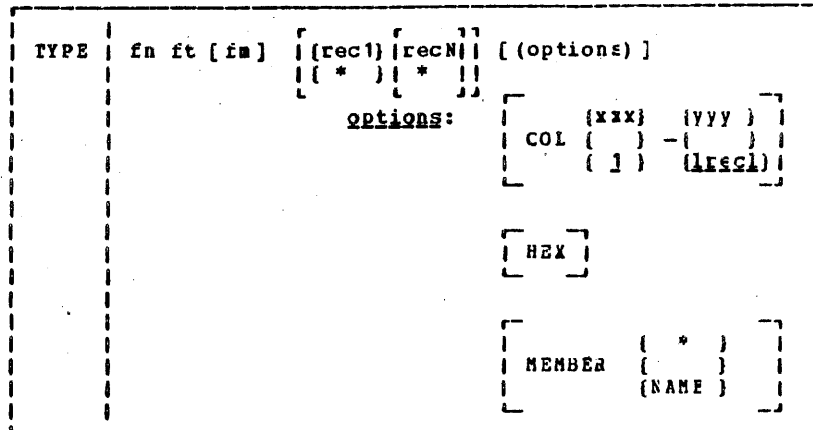 TYPE | fn ft [fm] [{rec1} [recN]] [(options)]
{ * } [ * ]
options:
{xxx} {yyy }
COL { } - { }
{ 1 } {lrecl}
[ HEX ]
{ * }
MEMBER { }
{NAME }